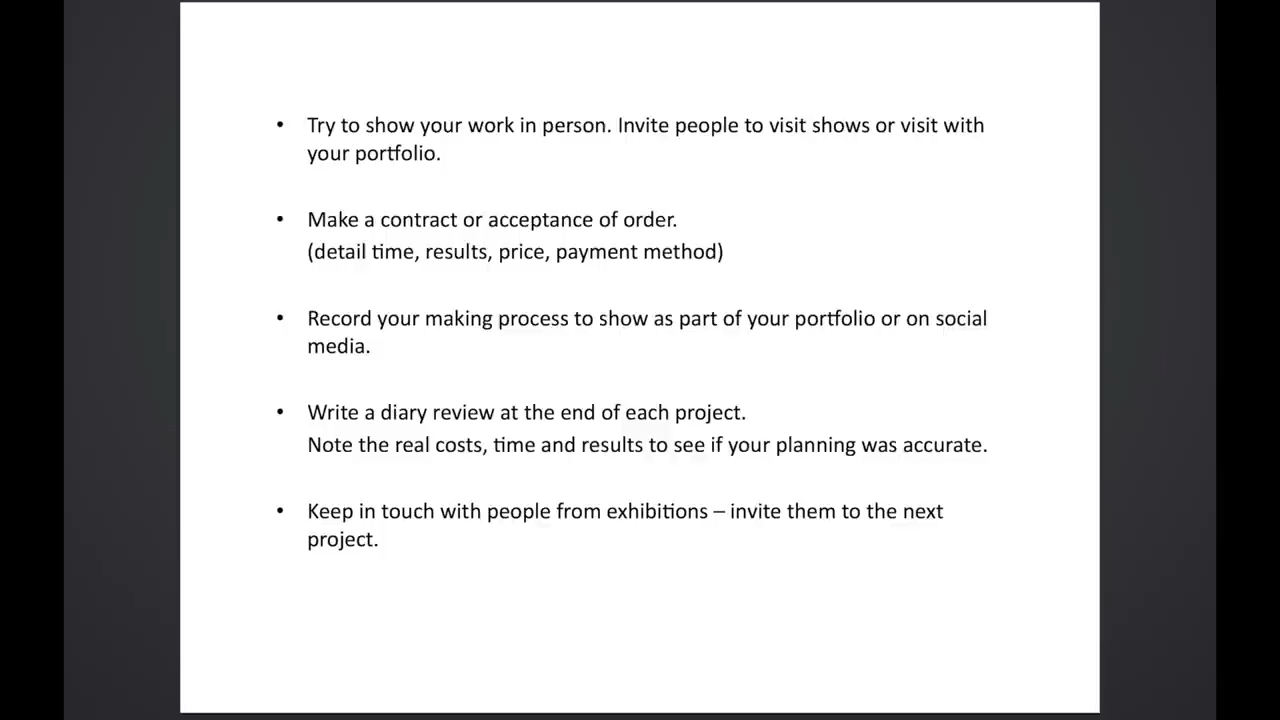 • Try to show your work in person. Invite people to visit shows or visit with
your portfolio.
• Make a contract or acceptance of order.
(detail time, results, price, payment method)
• Record your making process to show as part of your portfolio or on social
media.
• Write a diary review at the end of each project.
Note the real costs, time and results to see if your planning was accurate.
• Keep in touch with people from exhibitions – invite them to the next
project.